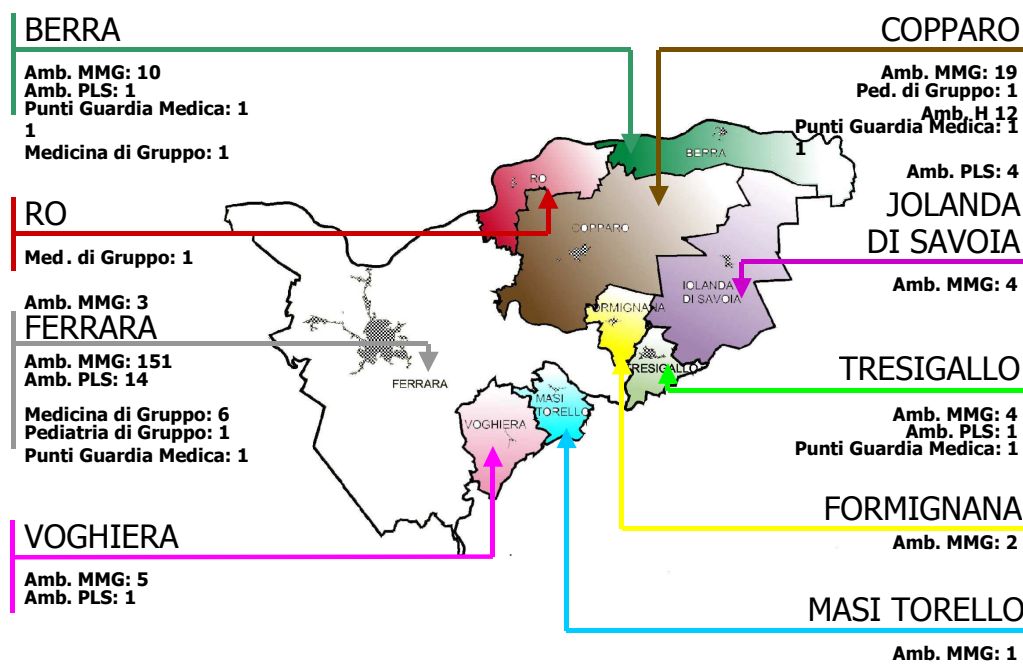 BERRA
Amb. MMG: 10
Amb. PLS: 1
Punti Guardia Medica: 1
1
Medicina di Gruppo: 1
COPPARO
Amb. MMG: 19
Ped. di Gruppo: 1
Amb. H 12
Punti Guardia Medica: 1
1
Amb. PLS: 4
RO
Med. di Gruppo: 1
Amb. MMG: 3
JOLANDA
DI SAVOIA
Amb. MMG: 4
FERRARA
Amb. MMG: 151
Amb. PLS: 14
Medicina di Gruppo: 6
Pediatria di Gruppo: 1
Punti Guardia Medica: 1
TRESIGALLO
Amb. MMG: 4
Amb. PLS: 1
Punti Guardia Medica: 1
FORMIGNANA
Amb. MMG: 2
VOGHIERA
Amb. MMG: 5
Amb. PLS: 1
MASI TORELLO
Amb. MMG: 1
BERRA
RO
COPPARO
IOLANDA
DI SAVOIA
FORMIGNANA
TRESIGALLO
FERRARA
MASI
TORELLO
VOGHIERA